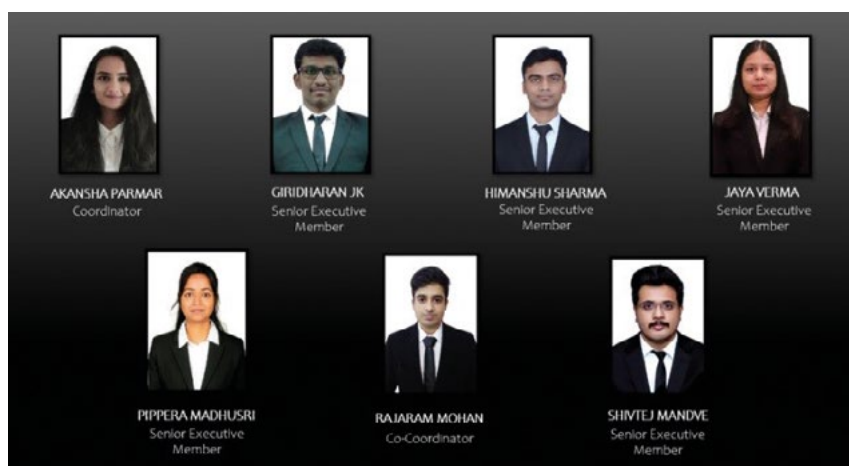 AKANSHA PARMAR
Coordinator
GIRIDHARAN JK
Senior Executive
Member
HIMANSHU SHARMA
Senior Executive
Member
JAYA VERMA
Senior Executive
Member
PIPPERA MADHUSRI
Senior Executive
Member
RAJARAM MOHAN
Co-Coordinator
SHIVTEJ MANDVE
Senior Executive
Member